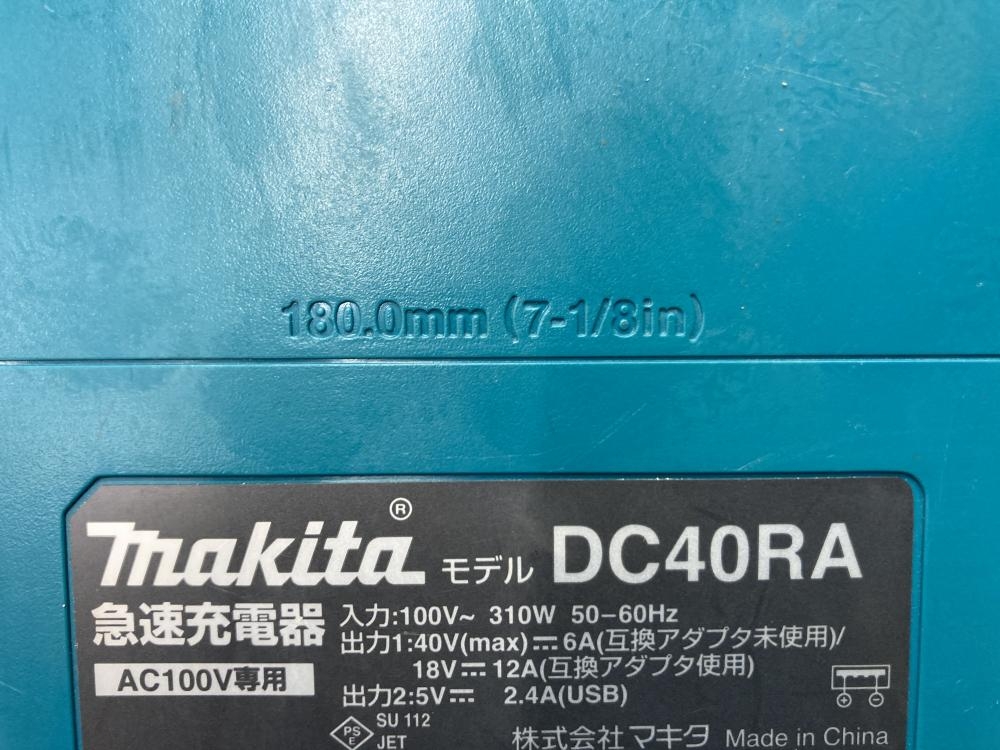 180.0mm (7-1/8in)
makita® モデル DC40RA
急速充電器 入力:100V~ 310W 50-60Hz
出力1:40V(max)⎓6A(互換アダプタ未使用)/
18V⎓12A(互換アダプタ使用)
AC100V専用
出力2:5V⎓ 2.4A(USB)
PS E SU 112
JET
株式会社マキタ Made in China